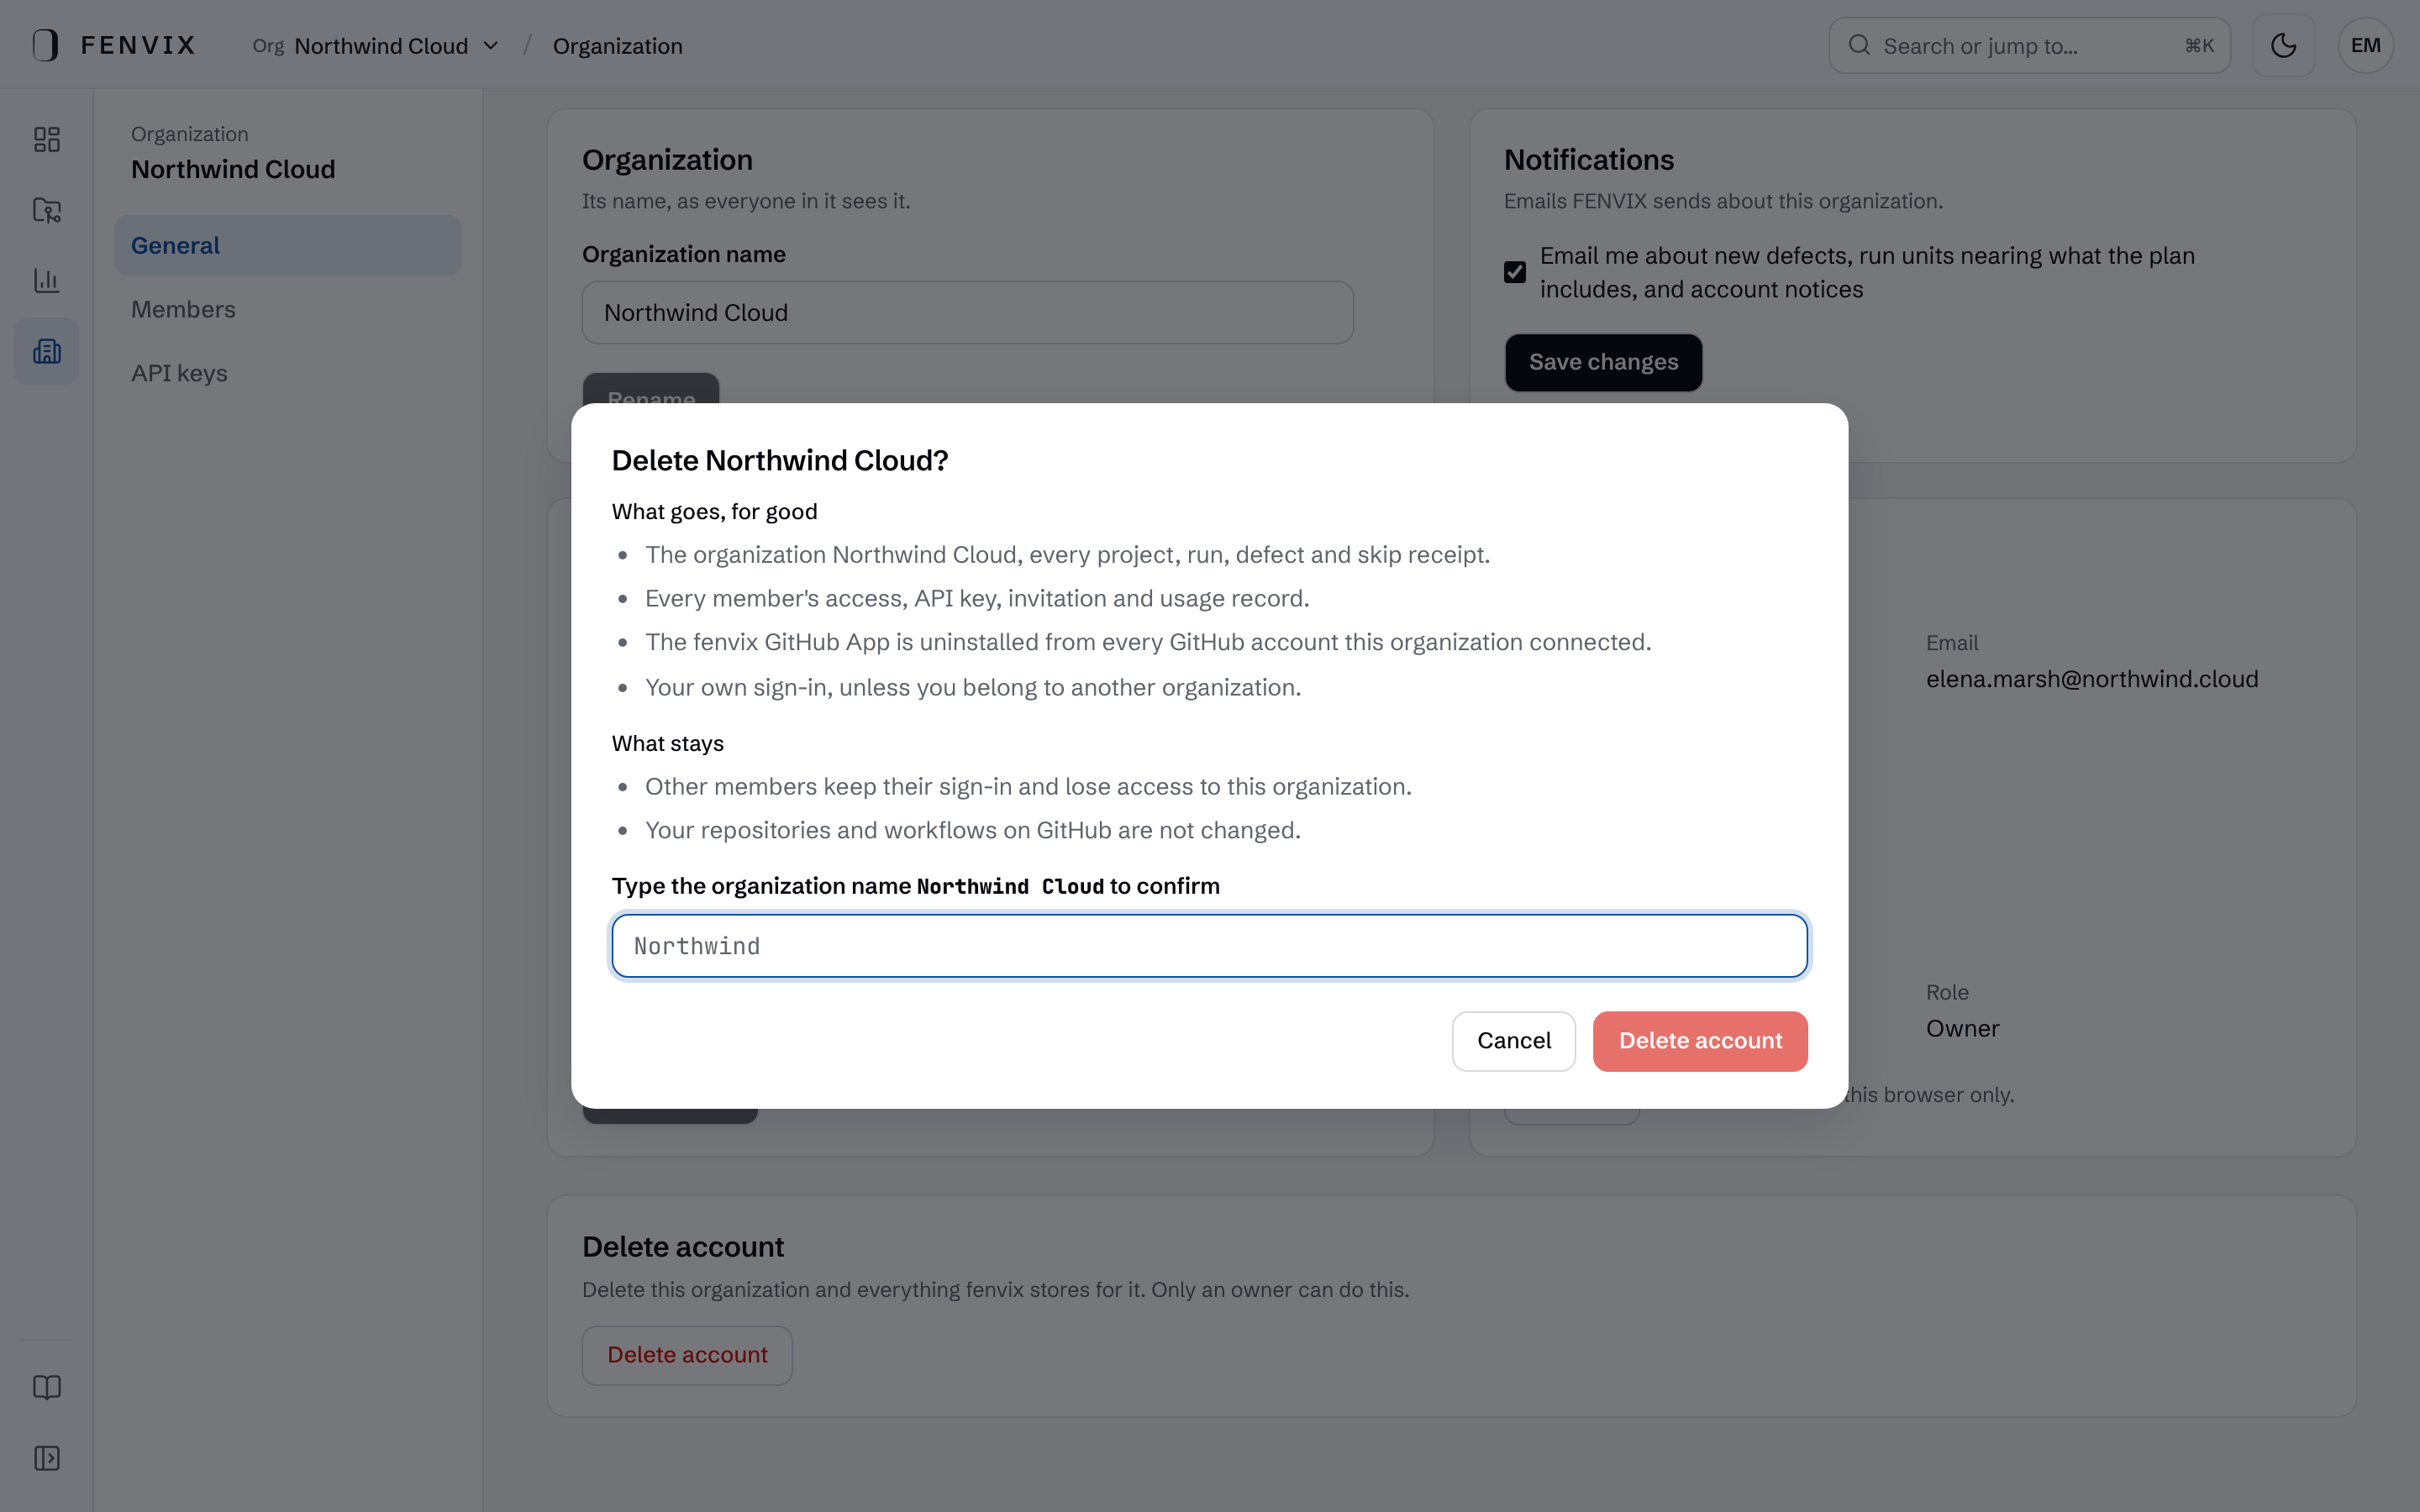 FENVIX
Org Northwind Cloud / Organization
Search or jump to... ⌘K
EM
Organization
Northwind Cloud
General
Members
API keys
Organization
Its name, as everyone in it sees it.
Organization name
Northwind Cloud
Rename
Notifications
Emails FENVIX sends about this organization.
Email me about new defects, run units nearing what the plan
includes, and account notices
Save changes
Delete Northwind Cloud?
What goes, for good
• The organization Northwind Cloud, every project, run, defect and skip receipt.
• Every member's access, API key, invitation and usage record.
• The fenvix GitHub App is uninstalled from every GitHub account this organization connected.
• Your own sign-in, unless you belong to another organization.
What stays
• Other members keep their sign-in and lose access to this organization.
• Your repositories and workflows on GitHub are not changed.
Type the organization name Northwind Cloud to confirm
Northwind
Cancel
Delete account
Email
elena.marsh@northwind.cloud
Role
Owner
this browser only.
Delete account
Delete this organization and everything fenvix stores for it. Only an owner can do this.
Delete account